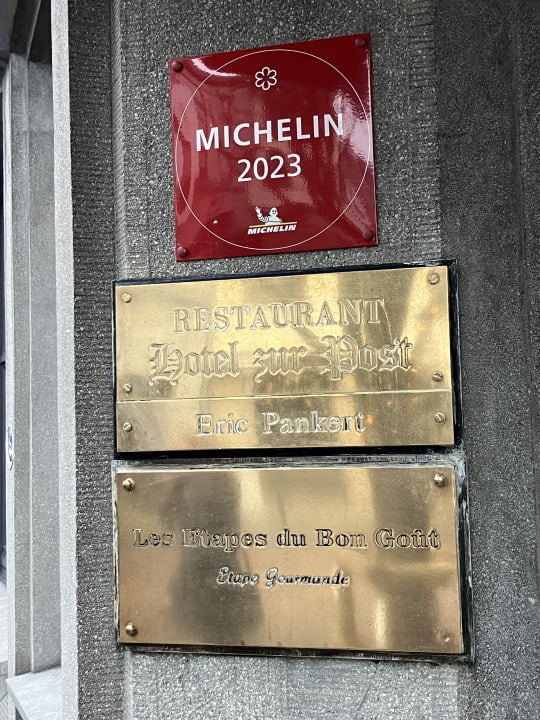 MICHELIN
2023
MICHELIN
RESTAURANT
Hotel zur Post
Eric Pankert
Les Etapes du Bon Goût
Etape Gourmande